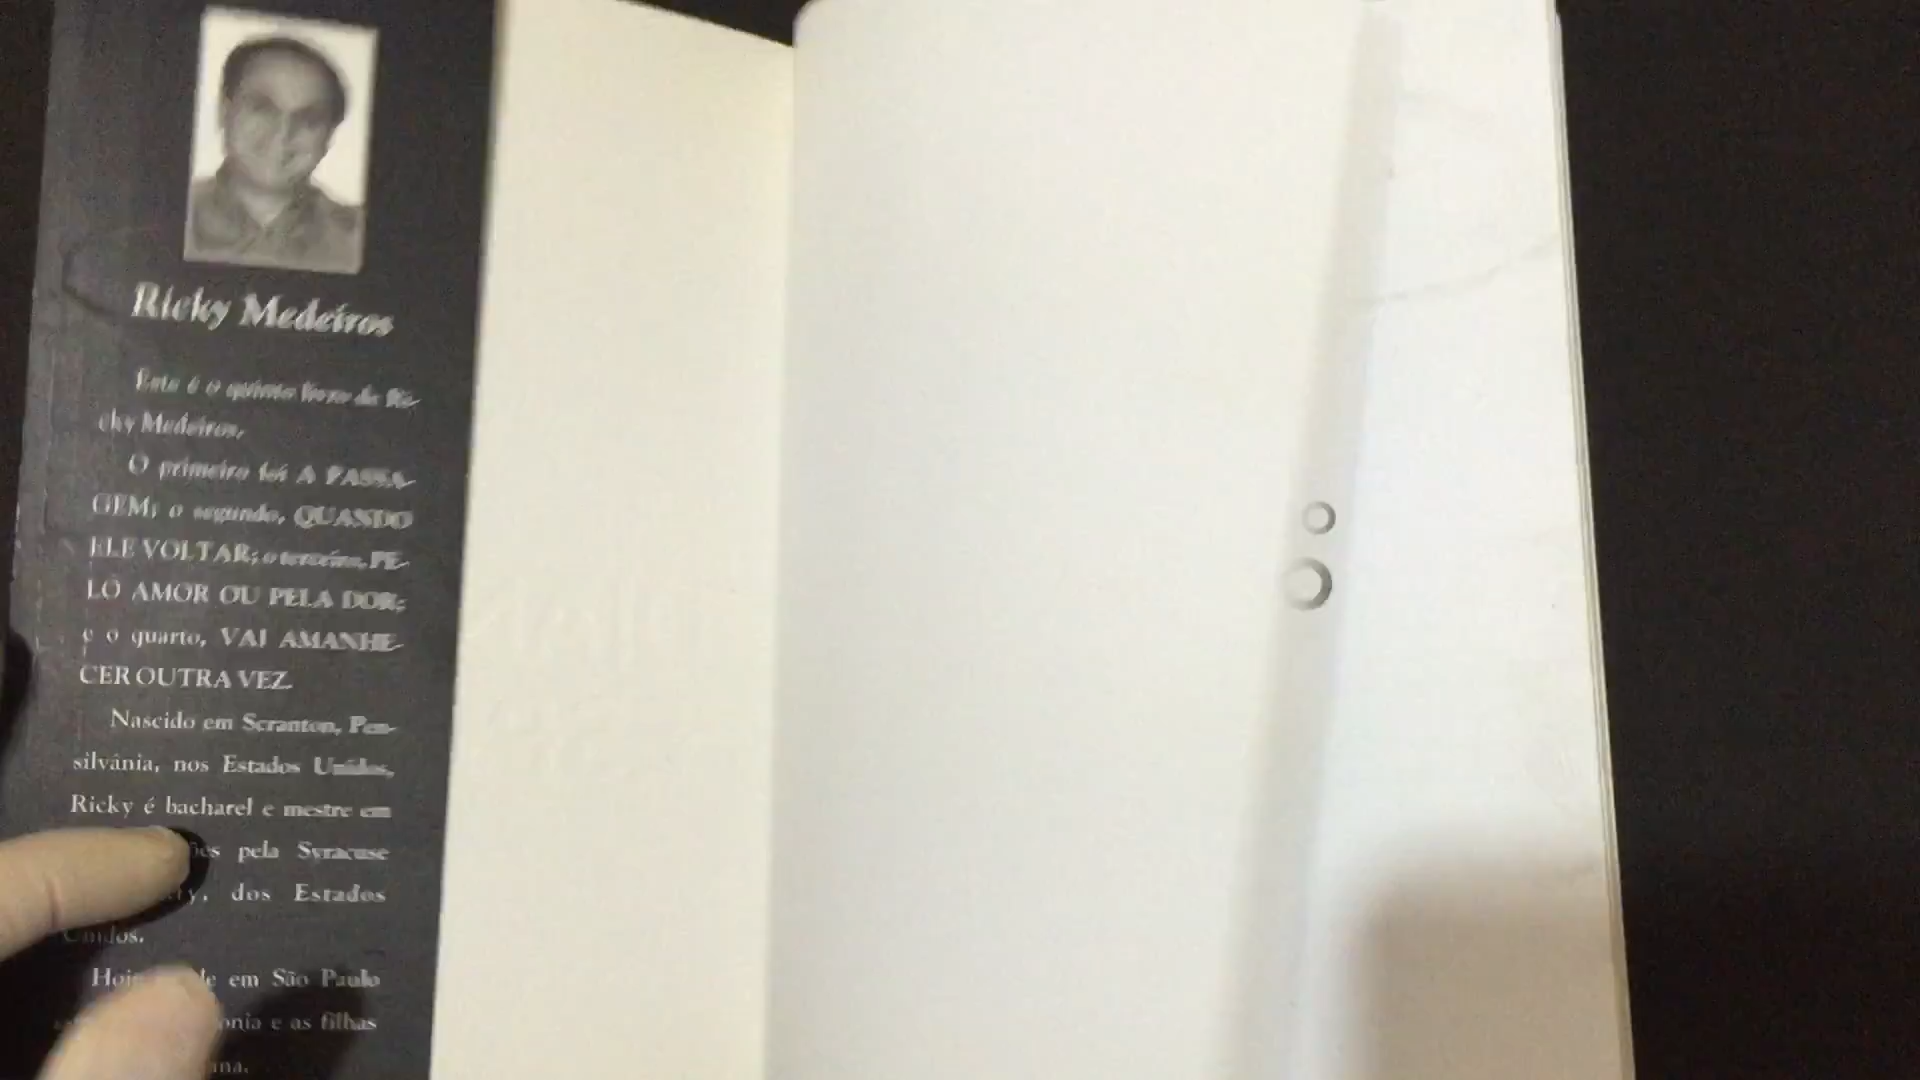 Ricky Medeiros
Este é o quinto livro de Ri-
cky Medeiros.
O primeiro foi A PASSA-
GEM; o segundo, QUANDO
ELE VOLTAR; o terceiro, PE-
LO AMOR OU PELA DOR;
e o quarto, VAI AMANHE-
CER OUTRA VEZ.
Nascido em Scranton, Pen-
silvânia, nos Estados Unidos,
Ricky é bacharel e mestre em
pela Syracuse
dos Estados
Unidos.
em São Paulo
e as filhas